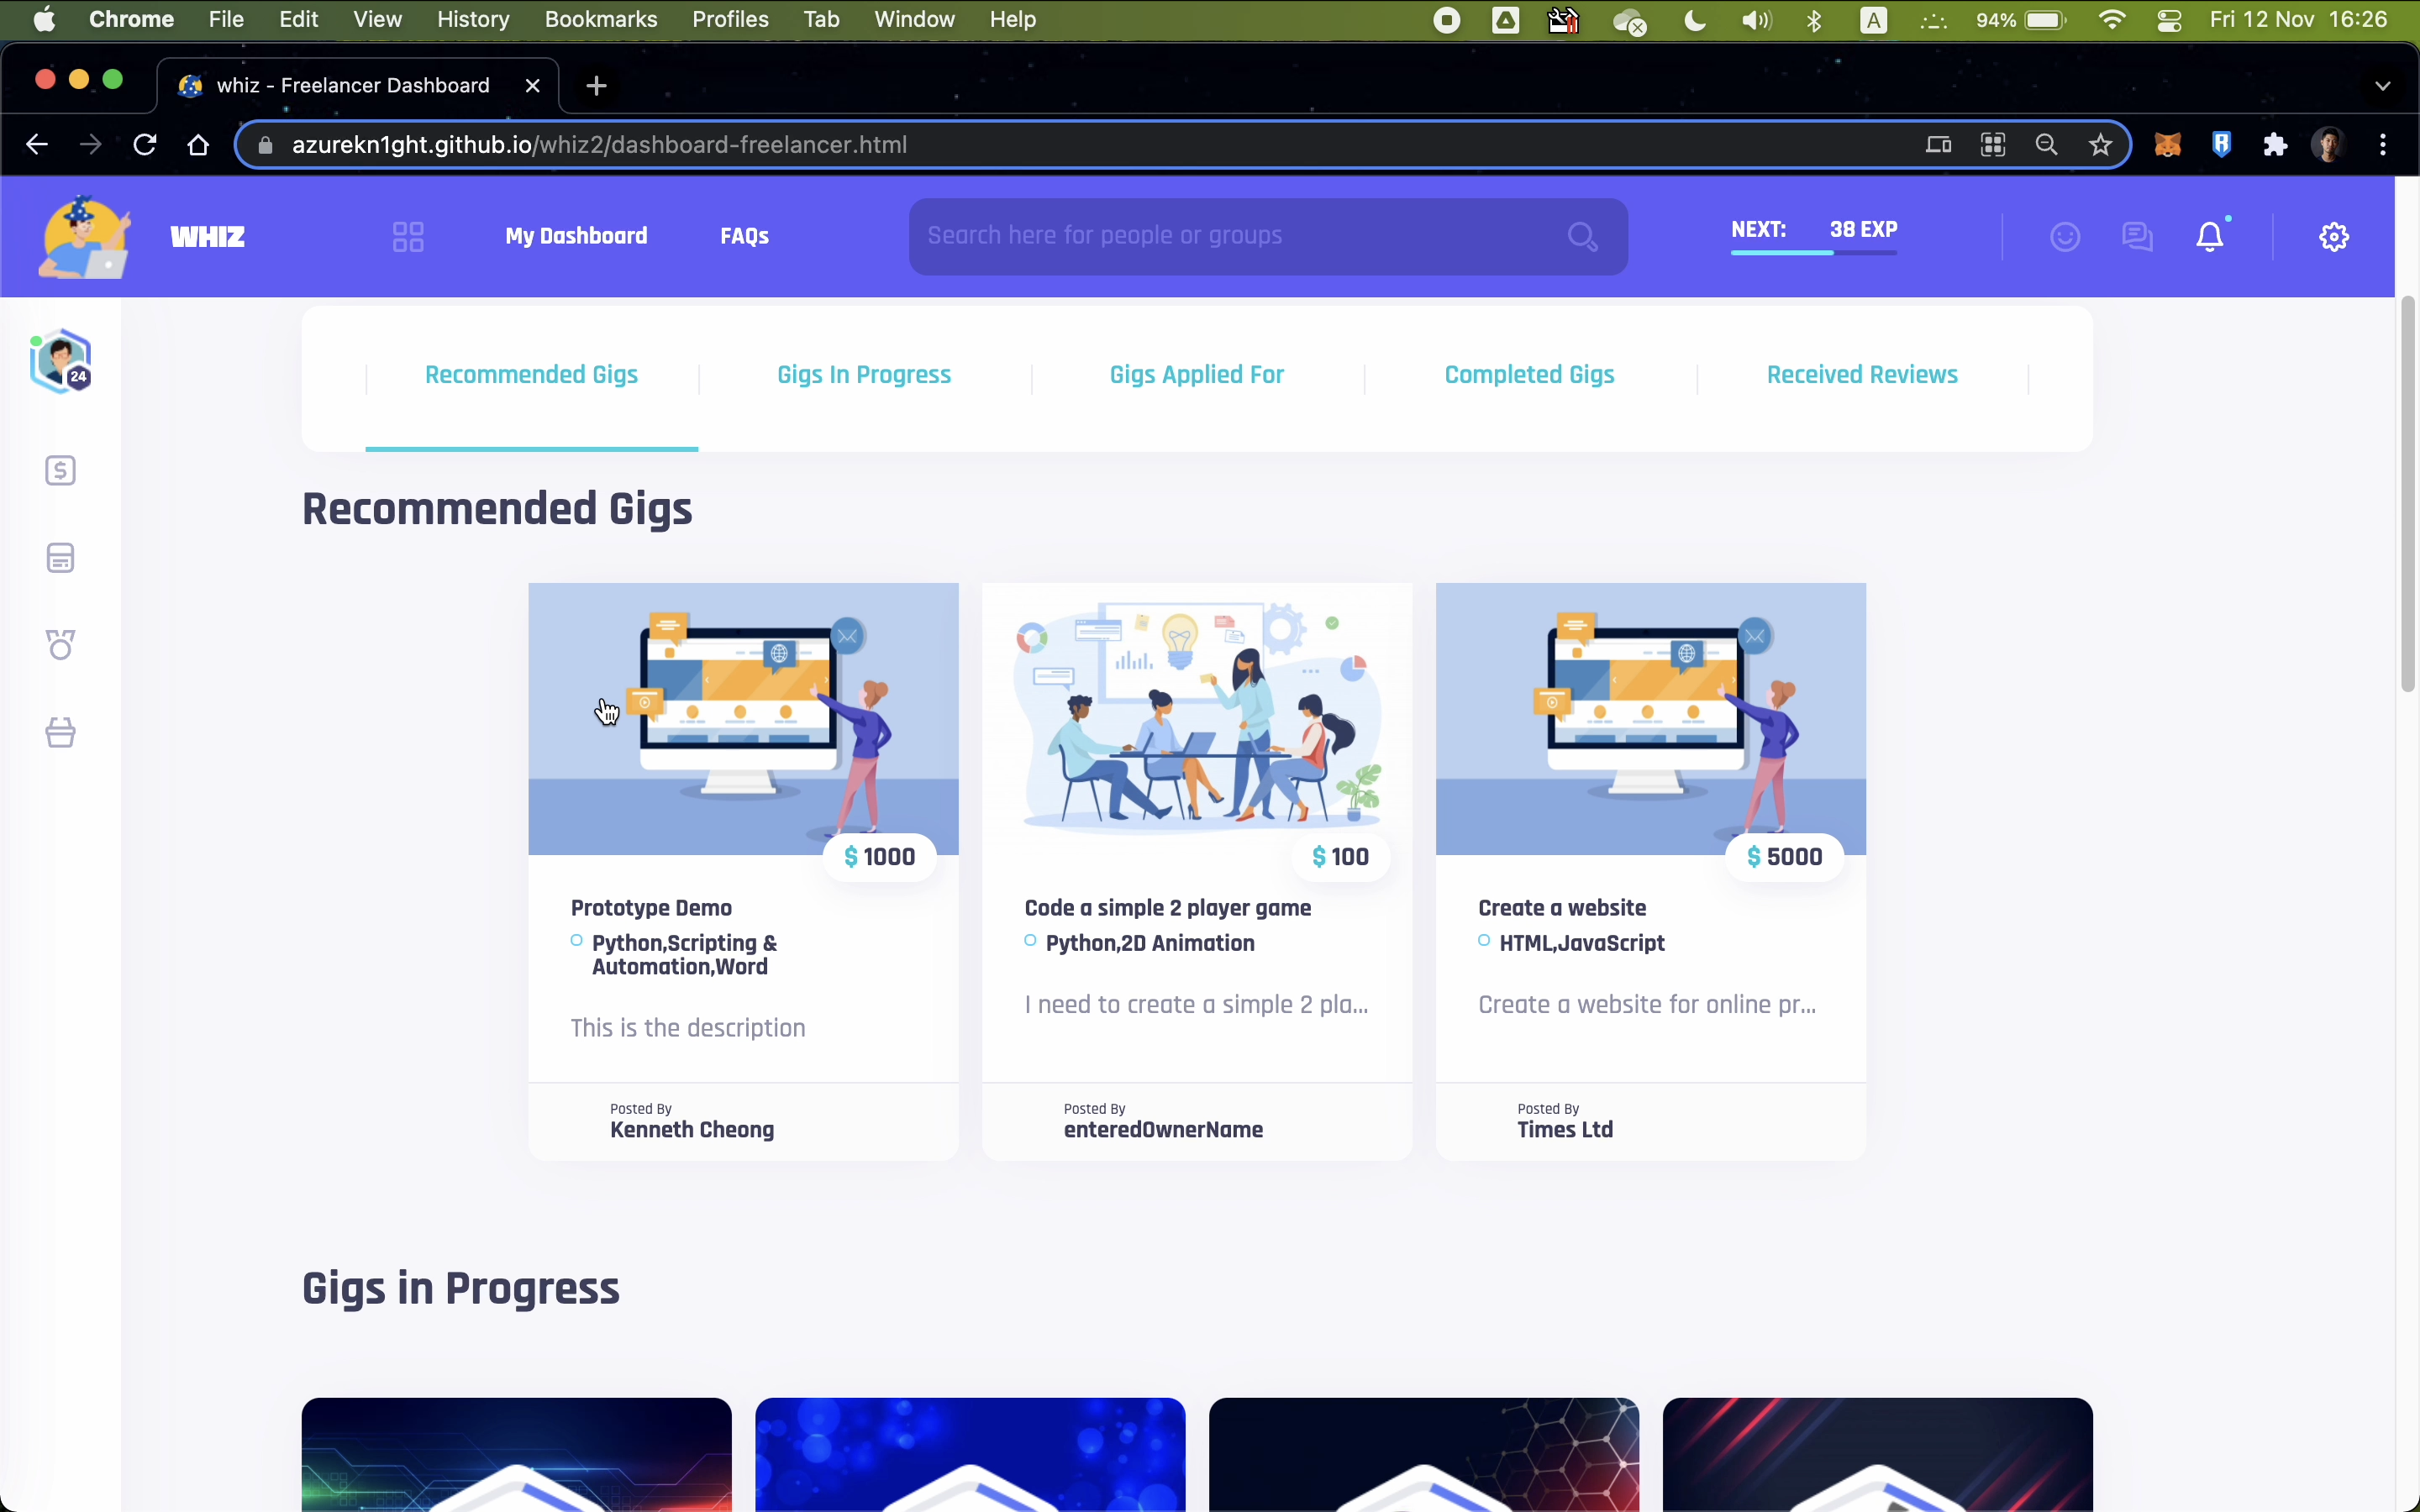 Chrome File Edit View History Bookmarks Profiles Tab Window Help A 94% Fri 12 Nov 16:26
whiz - Freelancer Dashboard
azurekn1ght.github.io/whiz2/dashboard-freelancer.html
WHIZ My Dashboard FAQs Search here for people or groups NEXT: 38 EXP
24
Recommended Gigs Gigs In Progress Gigs Applied For Completed Gigs Received Reviews
Recommended Gigs
$ 1000
Prototype Demo
Python,Scripting &
Automation,Word
This is the description
Posted By
Kenneth Cheong
$ 100
Code a simple 2 player game
Python,2D Animation
I need to create a simple 2 pla...
Posted By
enteredOwnerName
$ 5000
Create a website
HTML,JavaScript
Create a website for online pr...
Posted By
Times Ltd
Gigs in Progress